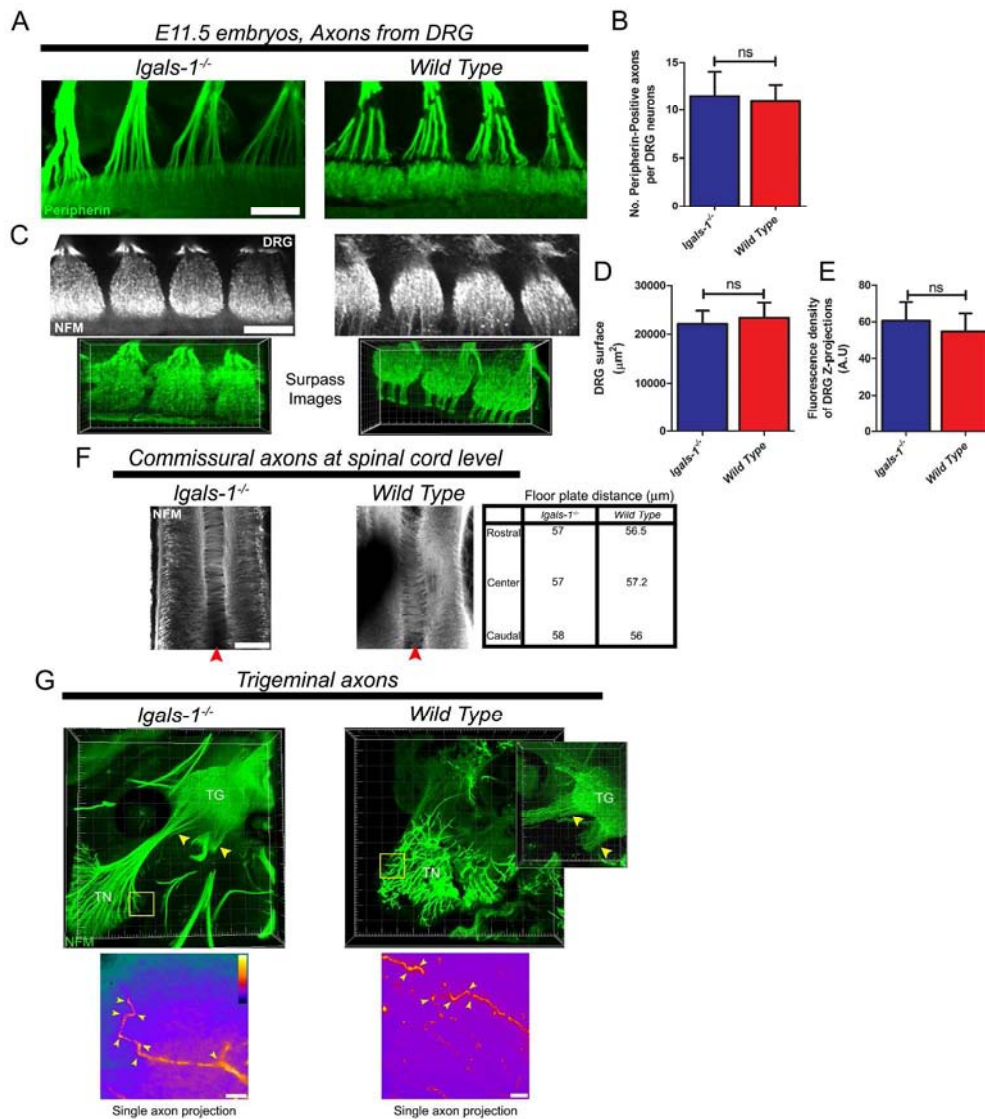 A
E11.5 embryos, Axons from DRG
lgals-1-/-
Wild Type
Peripherin
B
No. Peripherin-Positive axons
per DRG neurons
15
10
5
0
ns
lgals-1-/-
Wild Type
C
DRG
NFM
Surpass
Images
D
DRG surface
(μm²)
30000
20000
10000
0
ns
lgals-1-/-
Wild Type
E
Fluorescence density
of DRG Z-projections
(A.U)
80
60
40
20
0
ns
lgals-1-/-
Wild Type
F
Commissural axons at spinal cord level
lgals-1-/-
Wild Type
NFM
Floor plate distance (μm)
lgals-1-/- Wild Type
Rostral 57 56.5
Center 57 57.2
Caudal 58 56
G
Trigeminal axons
lgals-1-/-
Wild Type
TG
TN
NFM
TG
TN
Single axon projection
Single axon projection